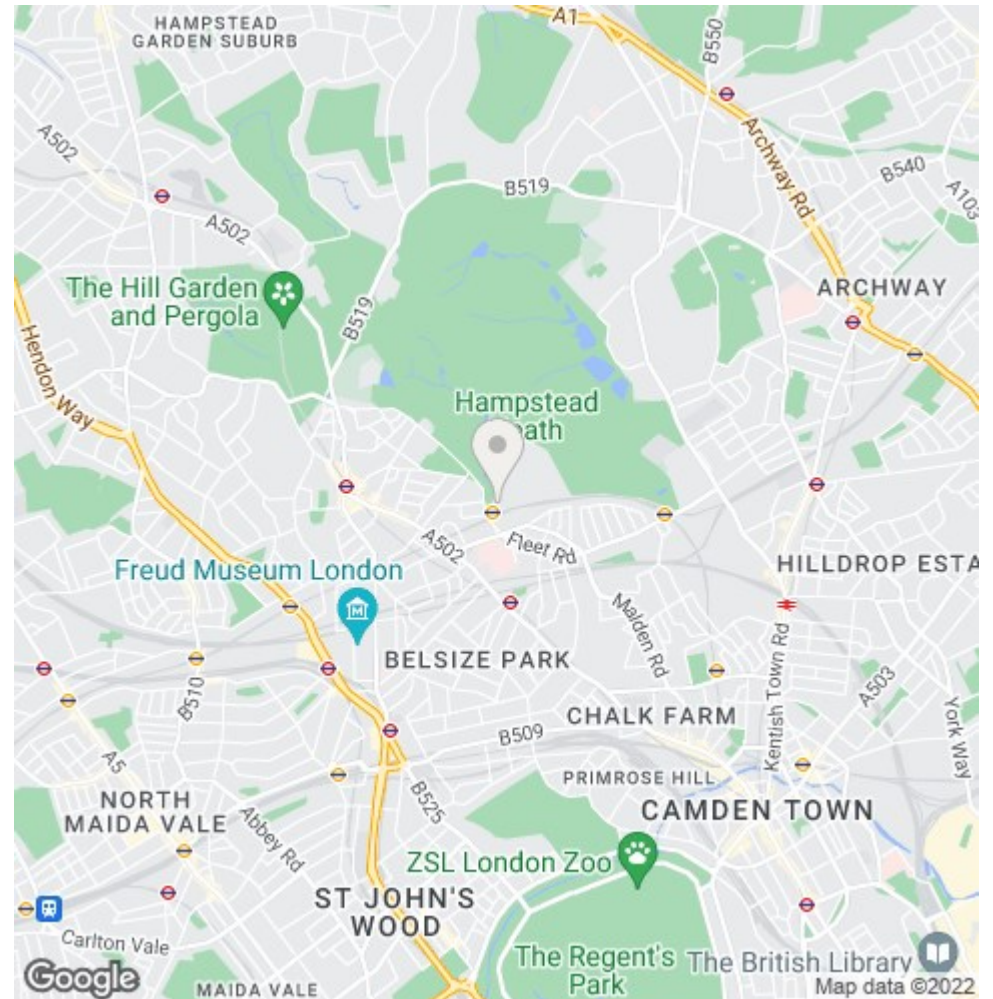 HAMPSTEAD
GARDEN SUBURB
A1
B550
A502
Archway Rd
B540
A103
B519
A502
The Hill Garden
and Pergola
B519
ARCHWAY
Hendon Way
Hampstead
A502
Fleet Rd
HILLDROP ESTA
Freud Museum London
M
Malden Rd
Kentish Town Rd
BELSIZE PARK
B510
A503
CHALK FARM
York Way
B509
A5
PRIMROSE HILL
NORTH
MAIDA VALE
B525
CAMDEN TOWN
Abbey Rd
ZSL London Zoo
ST JOHN'S
WOOD
Carlton Vale
The Regent's
Park
The British Library
Google
MAIDA VALE
Map data ©2022